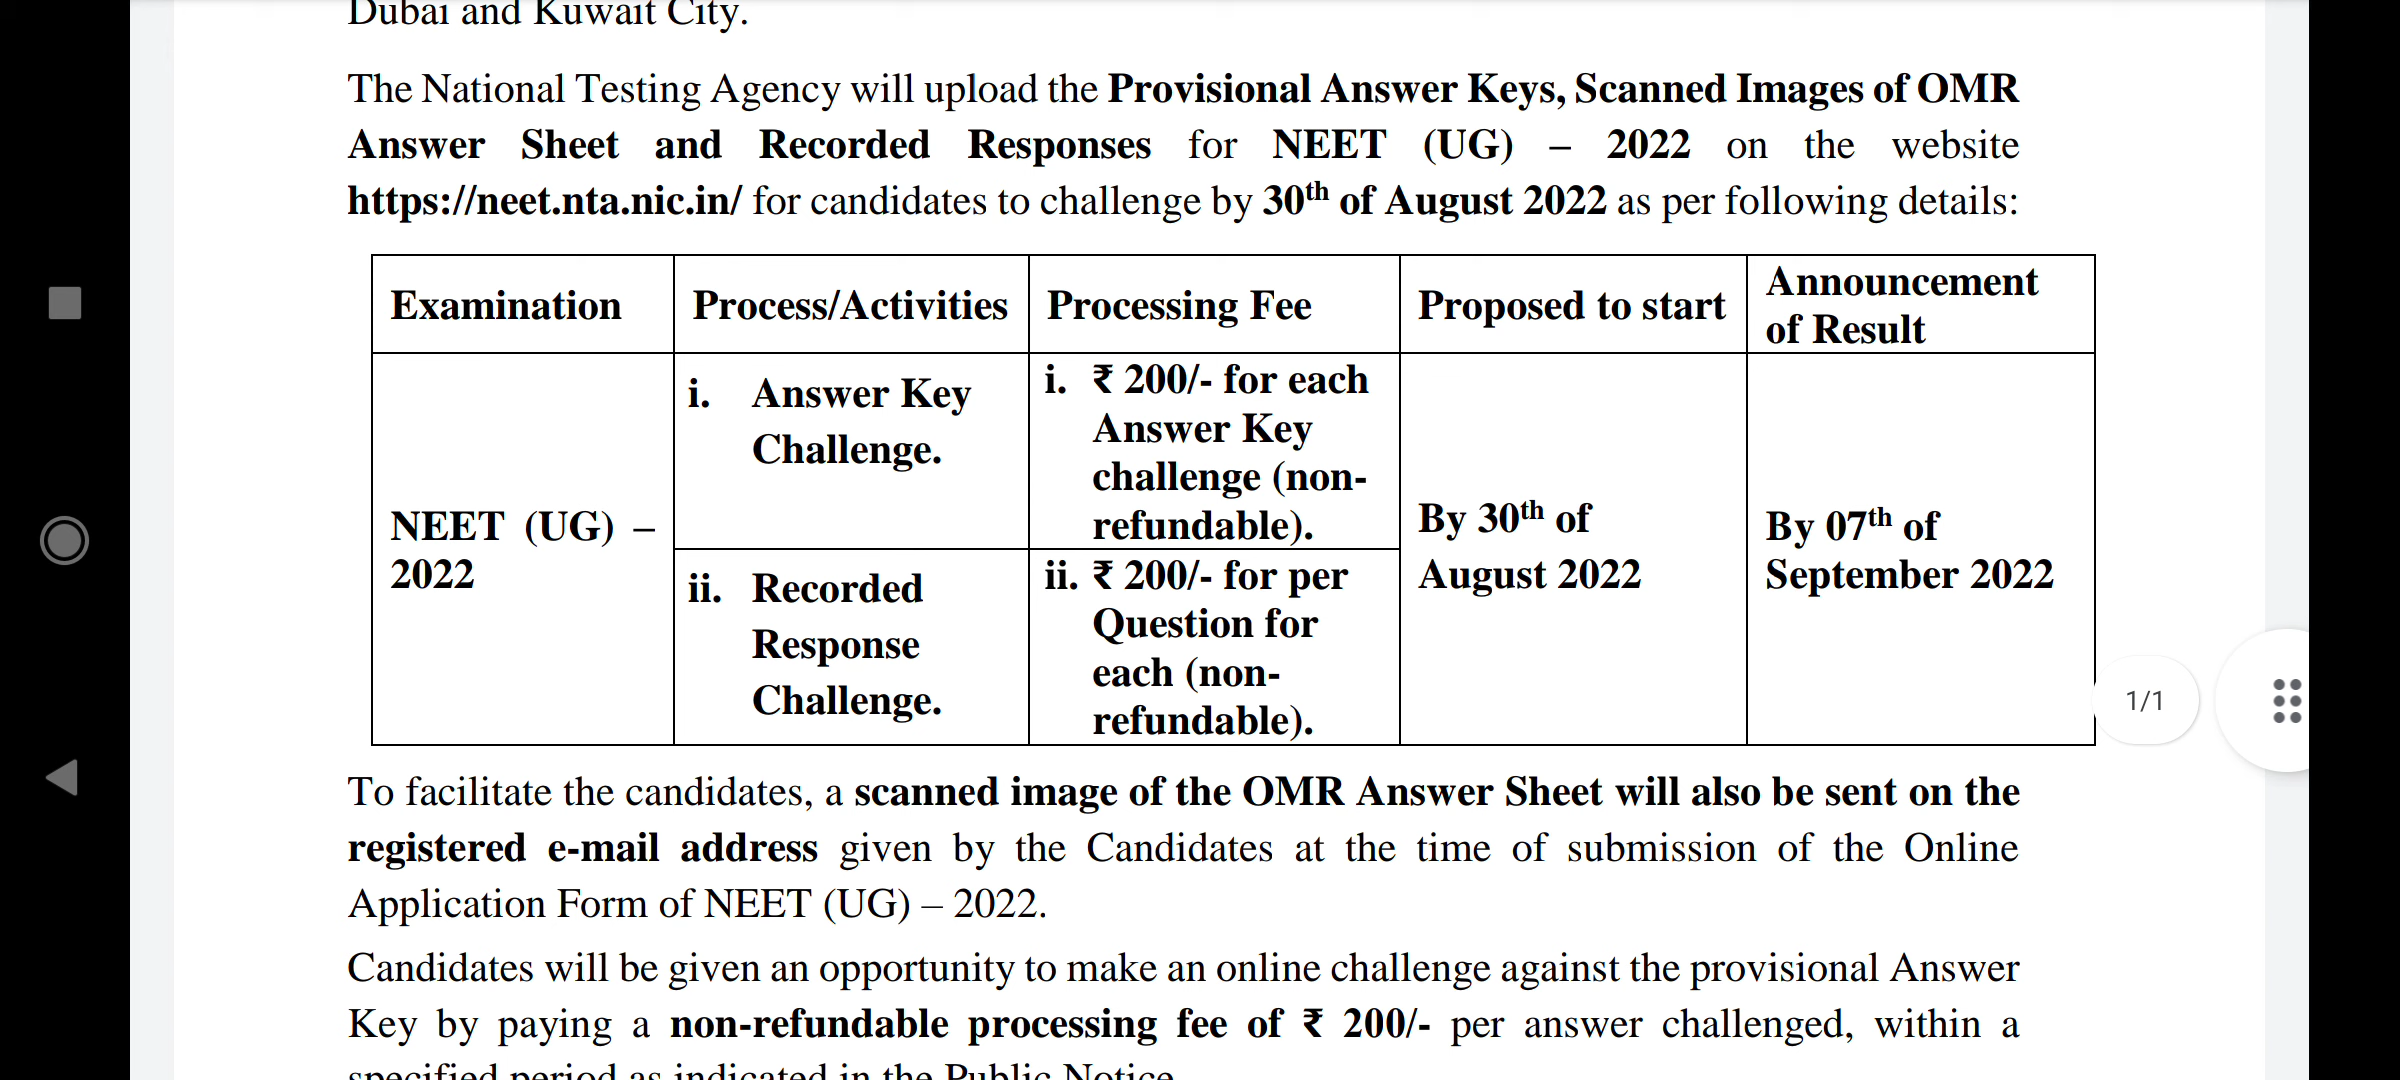 Dubai and Kuwait City.
The National Testing Agency will upload the Provisional Answer Keys, Scanned Images of OMR
Answer Sheet and Recorded Responses for NEET (UG) – 2022 on the website
https://neet.nta.nic.in/ for candidates to challenge by 30th of August 2022 as per following details:
Examination
Process/Activities
Processing Fee
Proposed to start
Announcement
of Result
NEET (UG) –
2022
i. Answer Key
Challenge.
i. ₹ 200/- for each
Answer Key
challenge (non-
refundable).
ii. Recorded
Response
Challenge.
ii. ₹ 200/- for per
Question for
each (non-
refundable).
By 30th of
August 2022
By 07th of
September 2022
1/1
To facilitate the candidates, a scanned image of the OMR Answer Sheet will also be sent on the
registered e-mail address given by the Candidates at the time of submission of the Online
Application Form of NEET (UG) – 2022.
Candidates will be given an opportunity to make an online challenge against the provisional Answer
Key by paying a non-refundable processing fee of ₹ 200/- per answer challenged, within a
specified period as indicated in the Public Notice